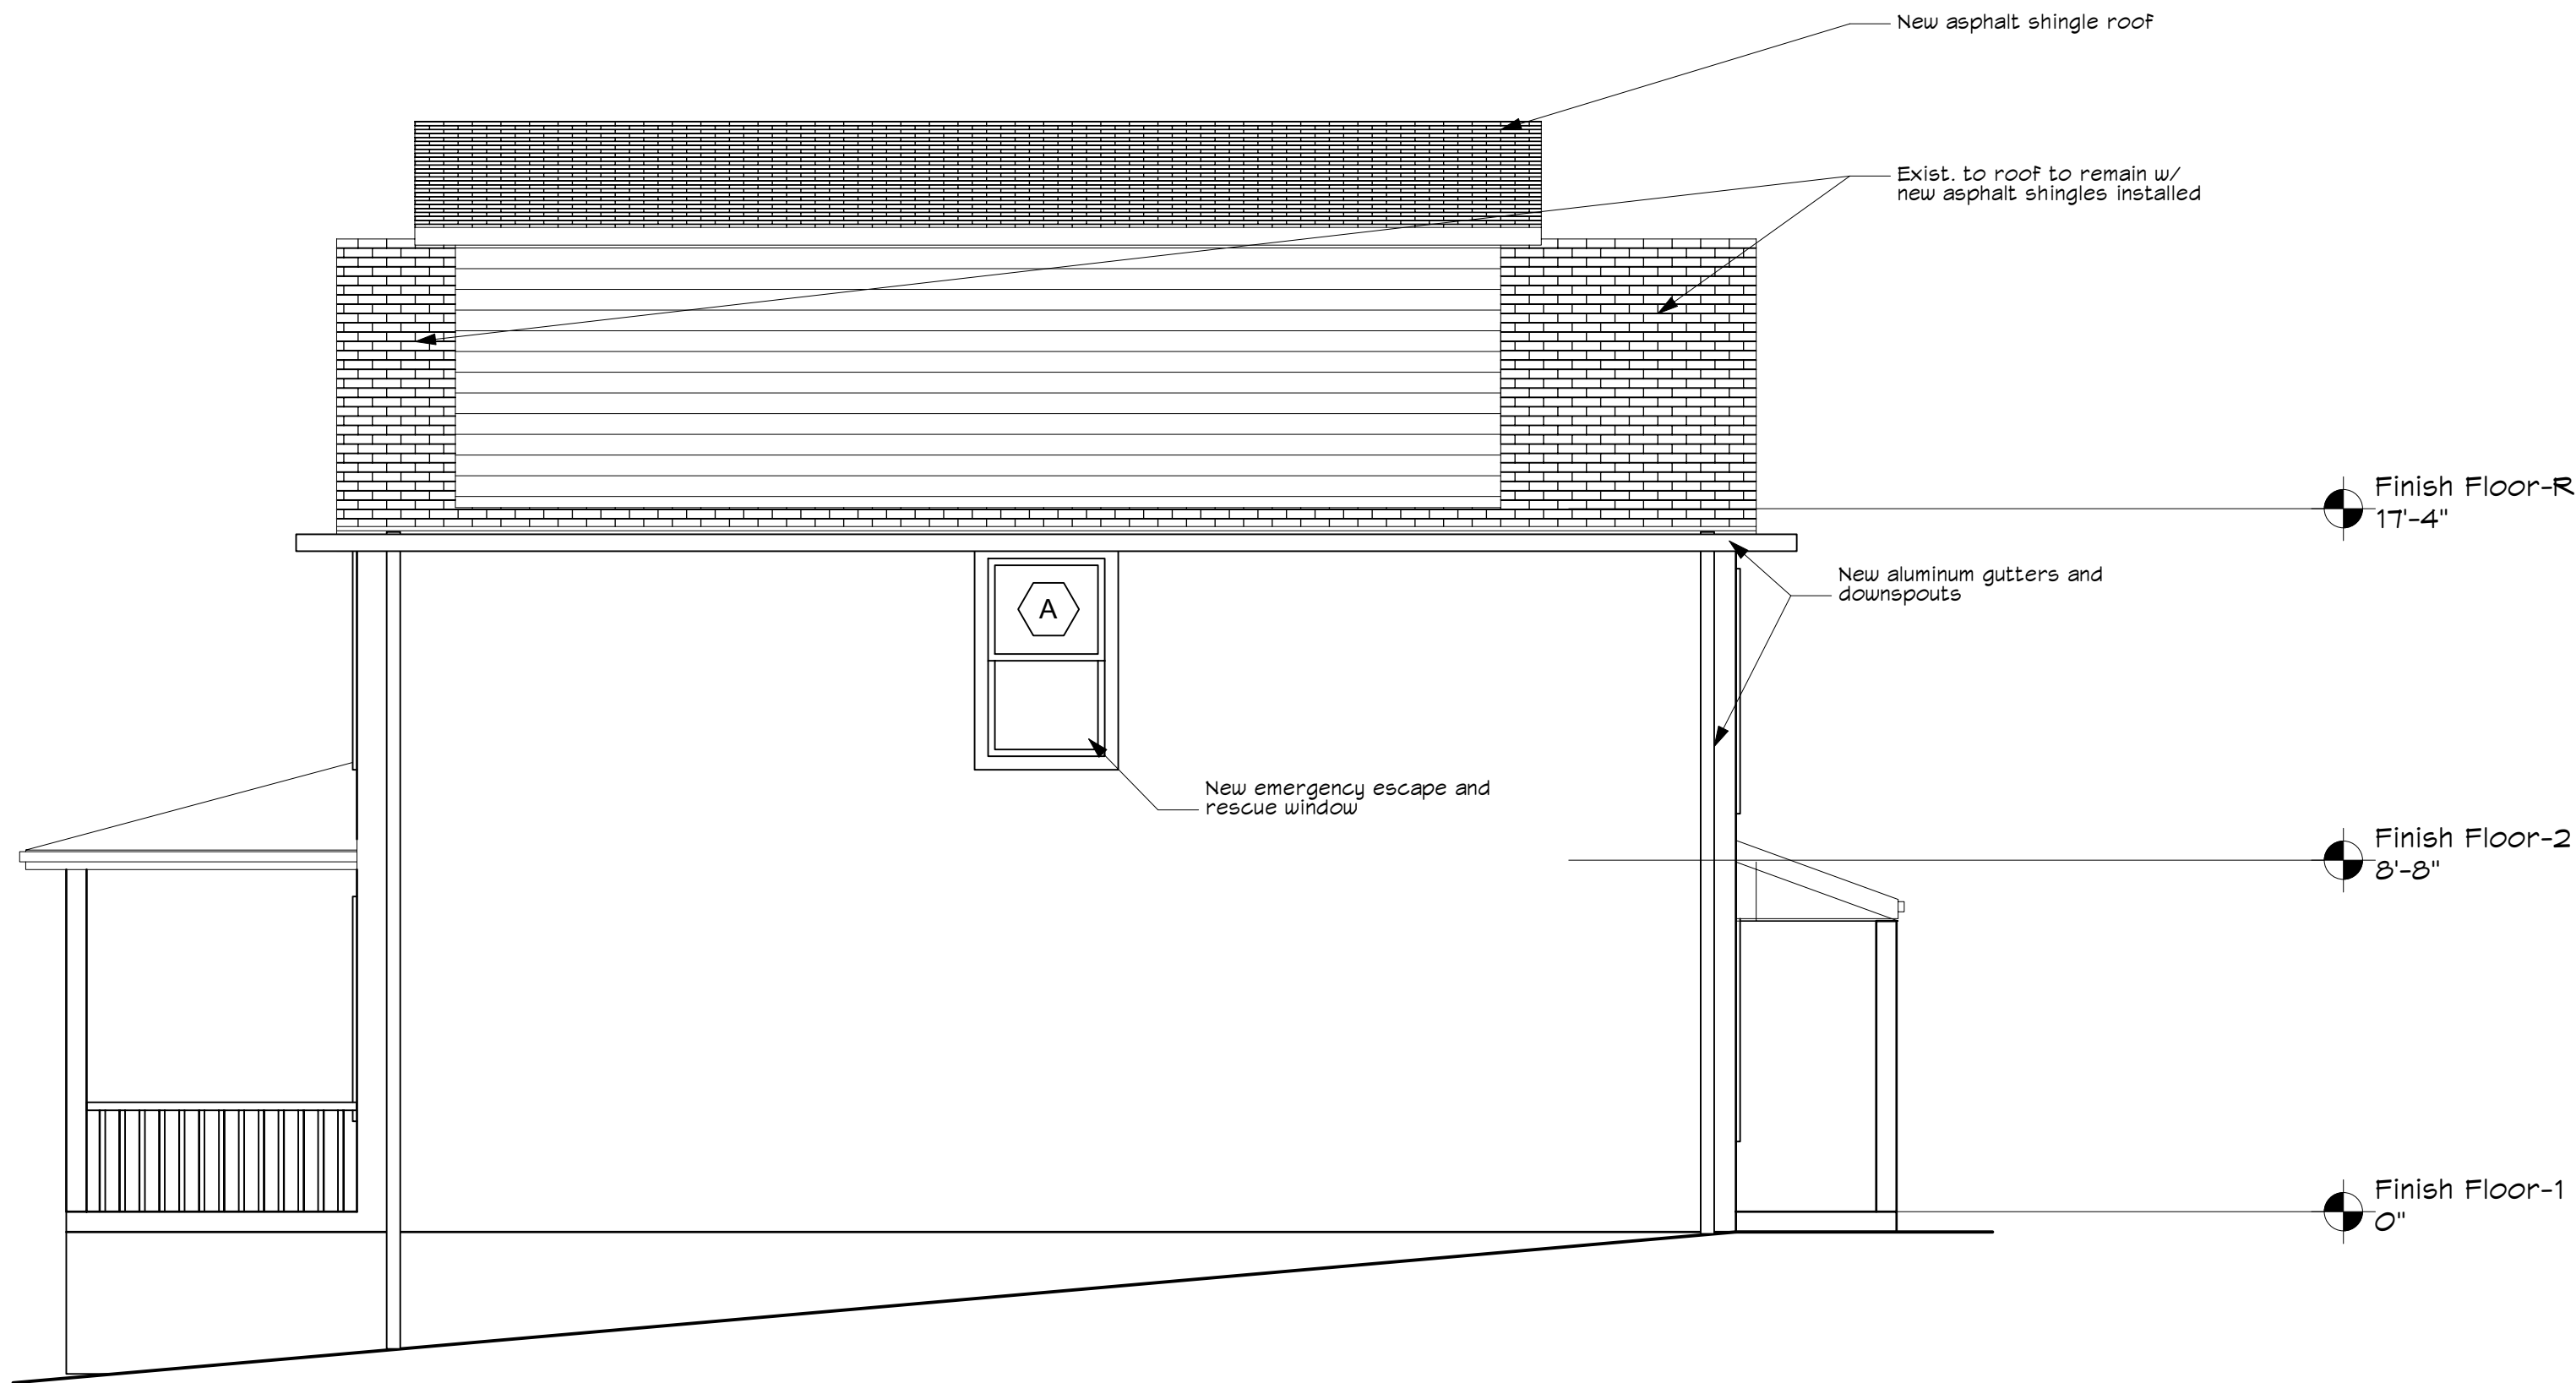 New asphalt shingle roof
Exist. to roof to remain w/
new asphalt shingles installed
Finish Floor-R
17'-4"
New aluminum gutters and
downspouts
A
New emergency escape and
rescue window
Finish Floor-2
8'-8"
Finish Floor-1
0"